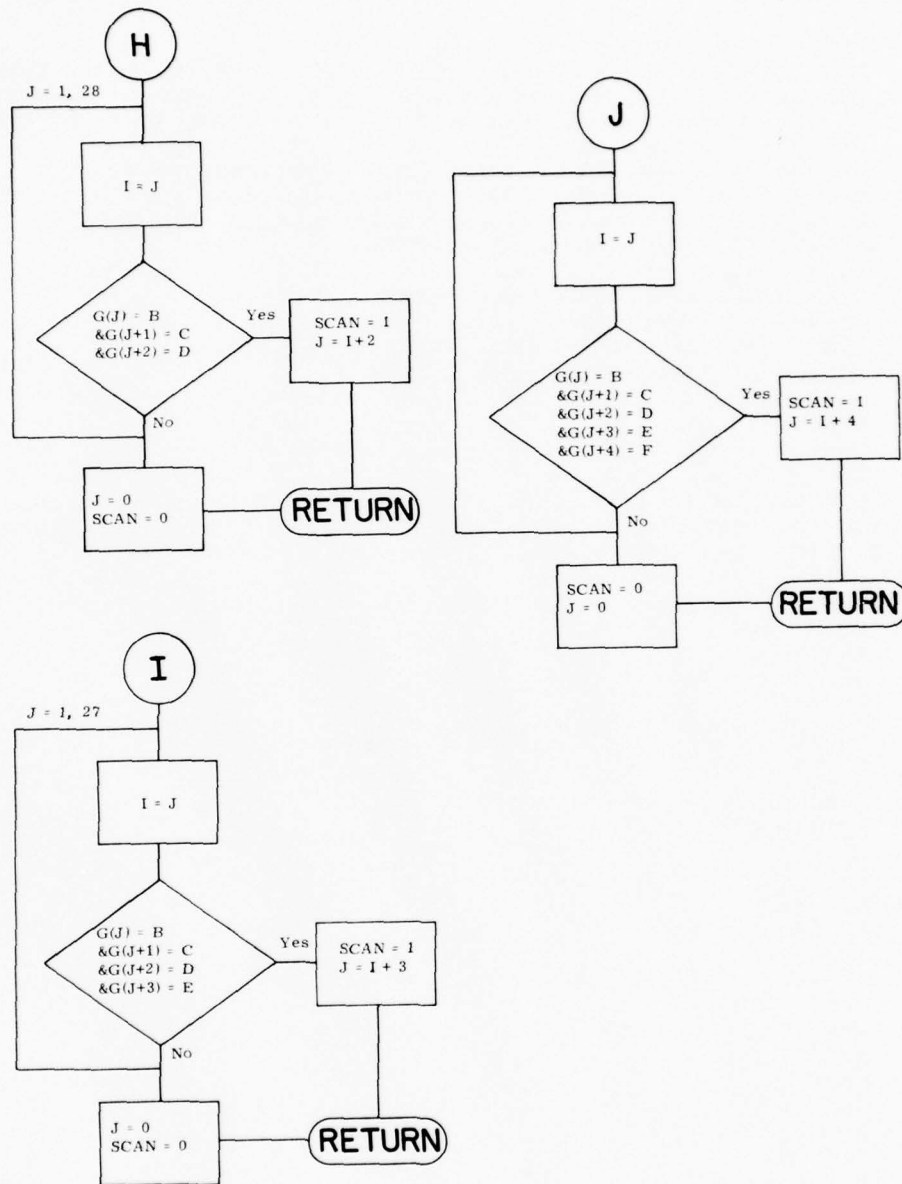 H
J = 1, 28
I = J
G(J) = B
&G(J+1) = C
&G(J+2) = D
Yes
SCAN = I
J = I+2
No
J = 0
SCAN = 0
RETURN
J
I = J
G(J) = B
&G(J+1) = C
&G(J+2) = D
&G(J+3) = E
&G(J+4) = F
Yes
SCAN = I
J = I + 4
No
SCAN = 0
J = 0
RETURN
I
J = 1, 27
I = J
G(J) = B
&G(J+1) = C
&G(J+2) = D
&G(J+3) = E
Yes
SCAN = 1
J = I + 3
No
J = 0
SCAN = 0
RETURN